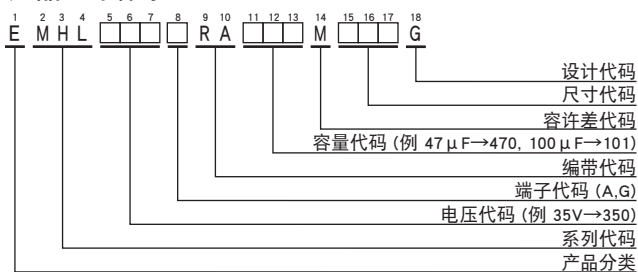 1 2 3 4 5 6 7 8 9 10 11 12 13 14 15 16 17 18
E M H L □□□ □ R A □□□ M □□□ G
设计代码
尺寸代码
容许差代码
容量代码 (例 47μF→470, 100μF→101)
编带代码
端子代码 (A,G)
电压代码 (例 35V→350)
系列代码
产品分类